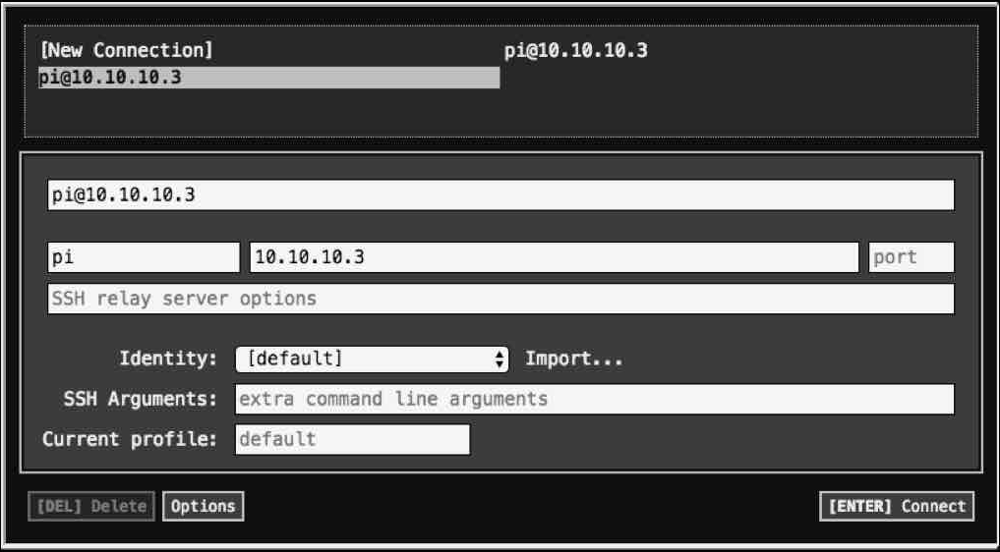 [New Connection] pi@10.10.10.3
pi@10.10.10.3
pi@10.10.10.3
pi 10.10.10.3 port
SSH relay server options
Identity: [default] Import...
SSH Arguments: extra command line arguments
Current profile: default
[DEL] Delete Options [ENTER] Connect